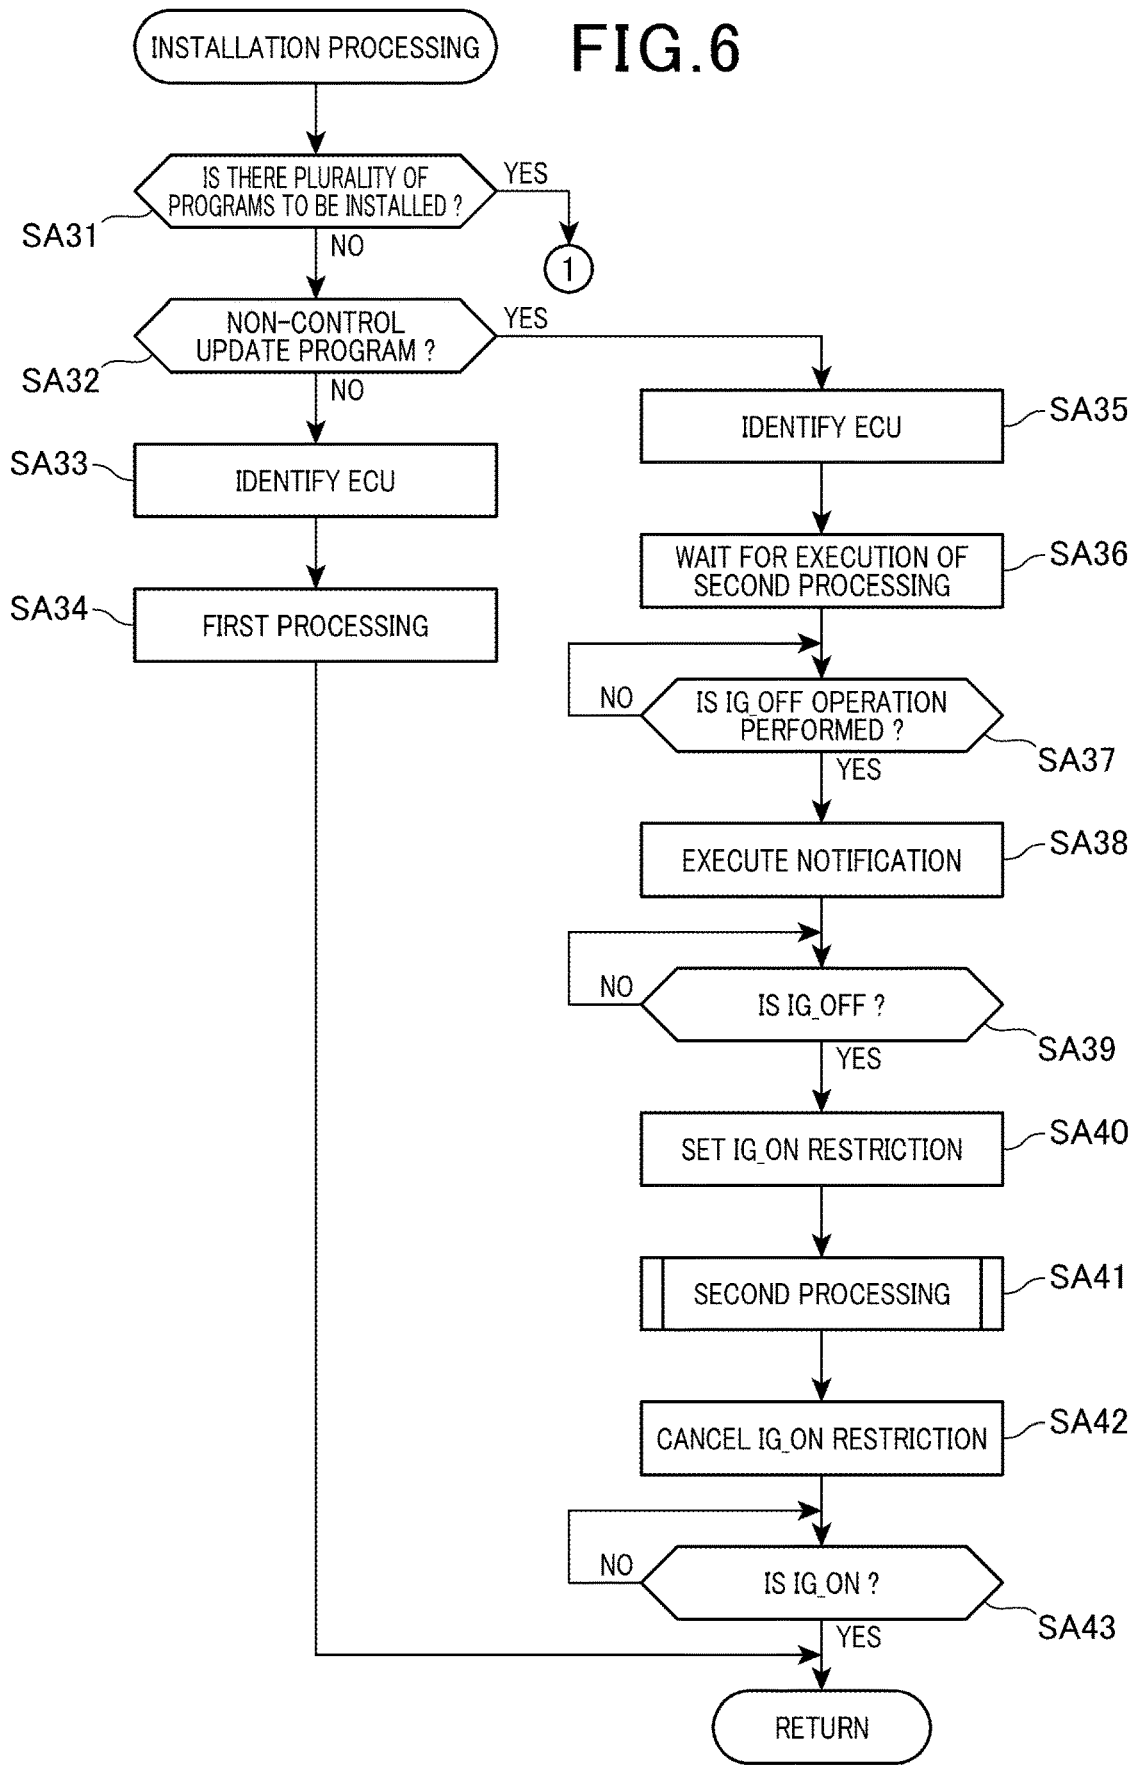 FIG.6
INSTALLATION PROCESSING
IS THERE PLURALITY OF
PROGRAMS TO BE INSTALLED ?
YES
SA31
NO
1
NON-CONTROL
UPDATE PROGRAM ?
YES
SA32
NO
IDENTIFY ECU
SA33
FIRST PROCESSING
SA34
IDENTIFY ECU
SA35
WAIT FOR EXECUTION OF
SECOND PROCESSING
SA36
IS IG_OFF OPERATION
PERFORMED ?
NO
SA37
YES
EXECUTE NOTIFICATION
SA38
IS IG_OFF ?
NO
SA39
YES
SET IG_ON RESTRICTION
SA40
SECOND PROCESSING
SA41
CANCEL IG_ON RESTRICTION
SA42
IS IG_ON ?
NO
SA43
YES
RETURN